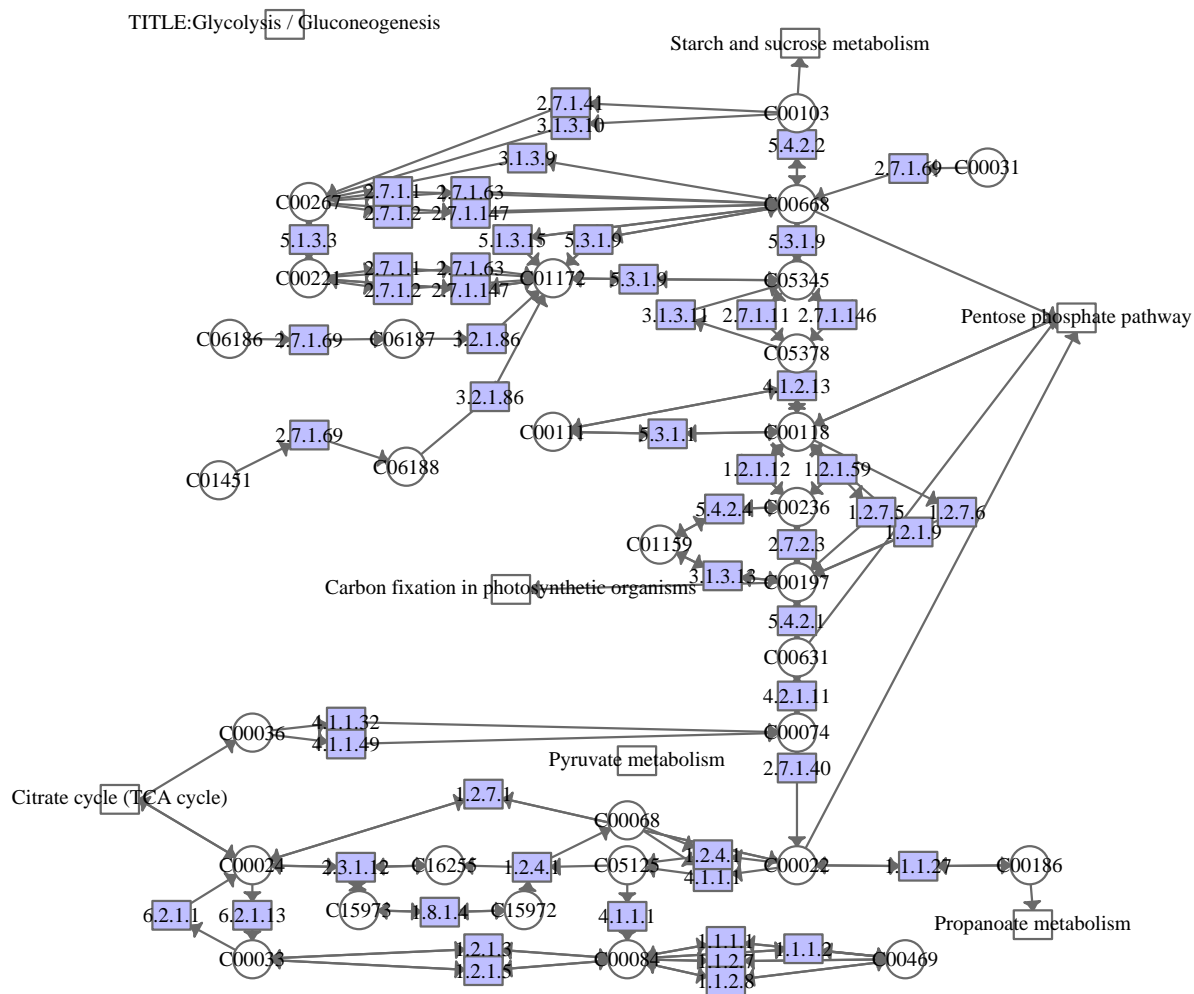 TITLE:Glycolysis / Gluconeogenesis
Starch and sucrose metabolism
2.7.1.41
C00103
3.1.3.10
5.4.2.2
3.1.3.9
2.7.1.69
C00031
2.7.1.1
2.7.1.63
C00267
C00668
2.7.1.2
2.7.1.147
5.1.3.3
5.1.3.15
5.3.1.9
5.3.1.9
2.7.1.1
2.7.1.63
C00221
C01172
5.3.1.9
C05345
2.7.1.2
2.7.1.147
3.1.3.11
2.7.1.11
2.7.1.146
Pentose phosphate pathway
C06186
2.7.1.69
C06187
3.2.1.86
C05378
4.1.2.13
3.2.1.86
2.7.1.69
C00111
5.3.1.1
C00118
C01451
C06188
1.2.1.12
1.2.1.59
5.4.2.4
C00236
1.2.7.5
1.2.7.6
1.2.1.9
C01159
2.7.2.3
3.1.3.13
C00197
Carbon fixation in photosynthetic organisms
5.4.2.1
C00631
4.2.1.11
4.1.1.32
C00036
C00074
4.1.1.49
Pyruvate metabolism
2.7.1.40
Citrate cycle (TCA cycle)
1.2.7.1
C00068
1.2.4.1
C00024
2.3.1.12
C16255
1.2.4.1
C05125
C00022
1.1.1.27
C00186
4.1.1.1
6.2.1.1
6.2.1.13
C15973
1.8.1.4
C15972
4.1.1.1
Propanoate metabolism
1.1.1.1
1.2.1.3
1.1.1.2
C00033
C00084
1.1.2.7
C00469
1.2.1.5
1.1.2.8